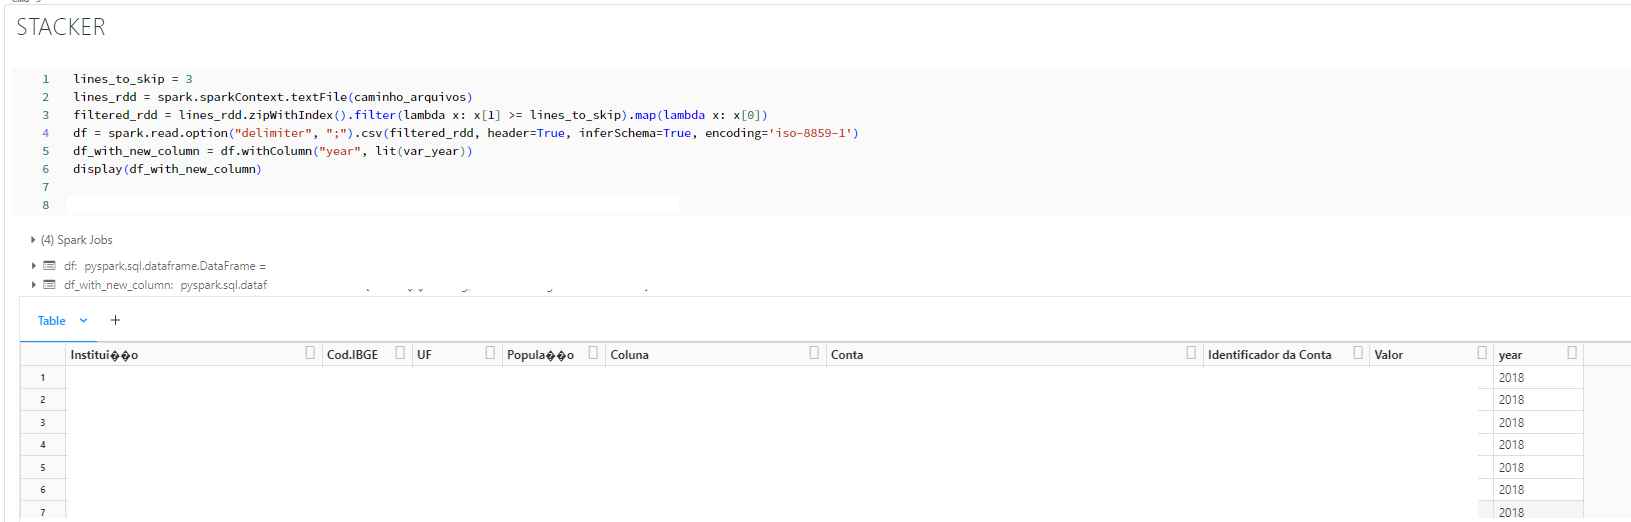 STACKER
1 lines_to_skip = 3
2 lines_rdd = spark.sparkContext.textFile(caminho_arquivos)
3 filtered_rdd = lines_rdd.zipWithIndex().filter(lambda x: x[1] >= lines_to_skip).map(lambda x: x[0])
4 df = spark.read.option("delimiter", ";").csv(filtered_rdd, header=True, inferSchema=True, encoding='iso-8859-1')
5 df_with_new_column = df.withColumn("year", lit(var_year))
6 display(df_with_new_column)
7
8
(4) Spark Jobs
df: pyspark.sql.dataframe.DataFrame =
df_with_new_column: pyspark.sql.dataf
Table +
Institui��o Cod.IBGE UF Popula��o Coluna Conta Identificador da Conta Valor year
1 2018
2 2018
3 2018
4 2018
5 2018
6 2018
7 2018